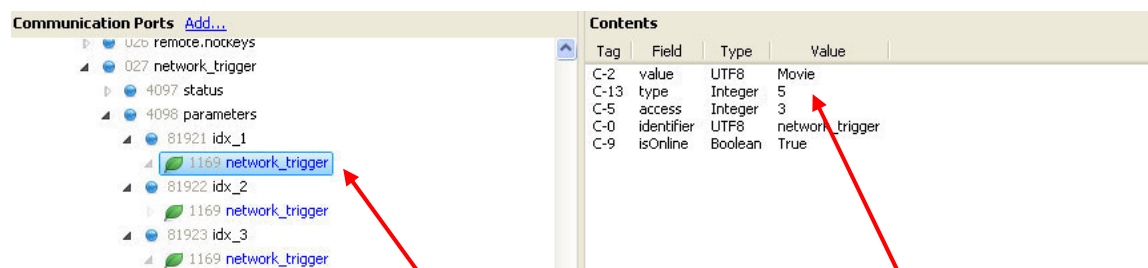 Communication Ports Add...
026 remote.hotkeys
027 network_trigger
4097 status
4098 parameters
81921 idx_1
1169 network_trigger
81922 idx_2
1169 network_trigger
81923 idx_3
1169 network_trigger
Contents
Tag Field Type Value
C-2 value UTF8 Movie
C-13 type Integer 5
C-5 access Integer 3
C-0 identifier UTF8 network_trigger
C-9 isOnline Boolean True